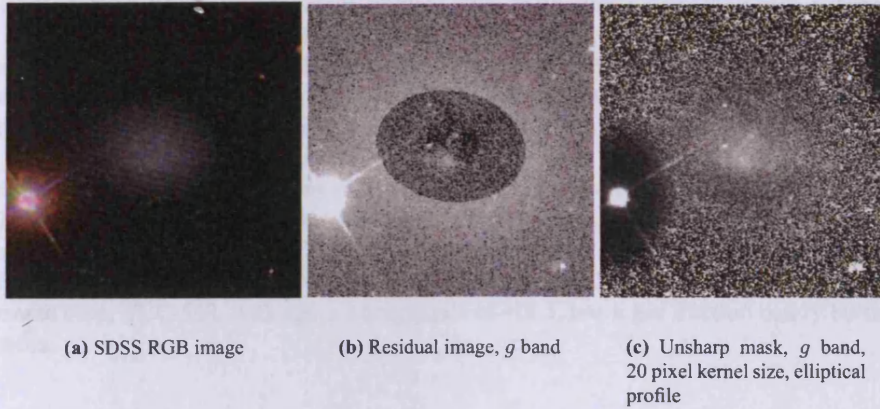 (a) SDSS RGB image
(b) Residual image, g band
(c) Unsharp mask, g band,
20 pixel kernel size, elliptical
profile